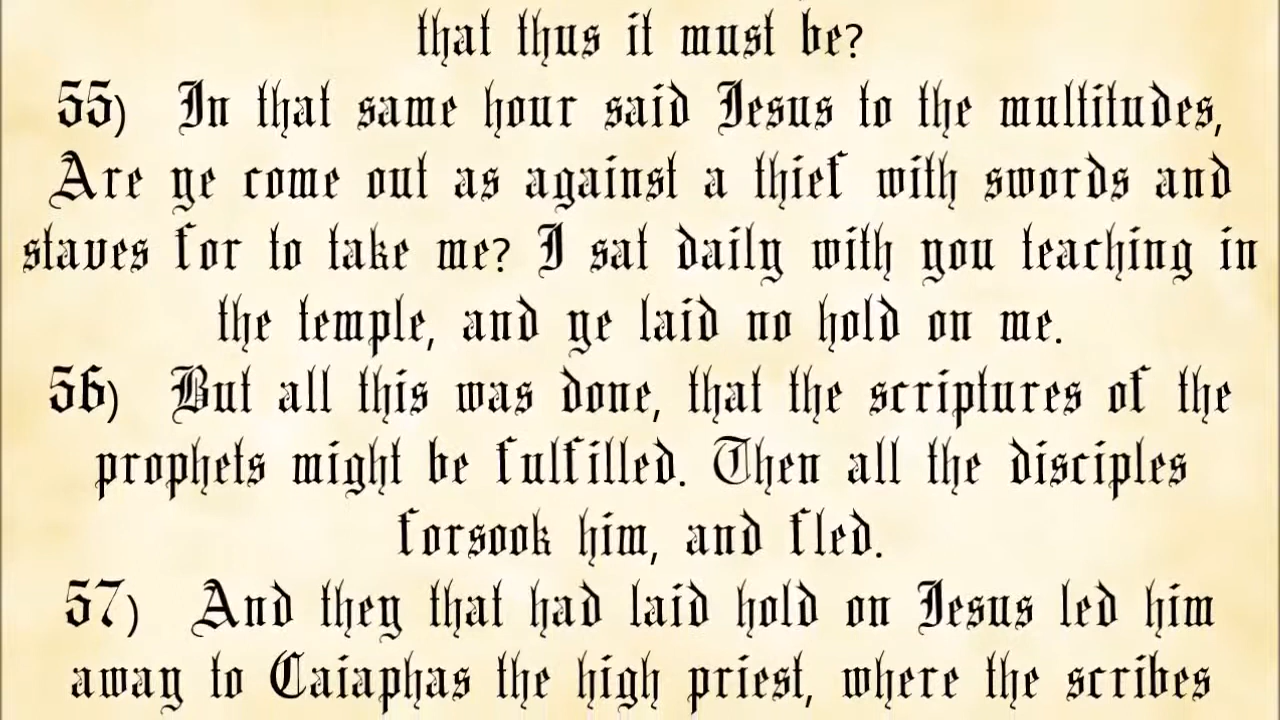 that thus it must be?
55) In that same hour said Jesus to the multitudes,
Are ye come out as against a thief with swords and
staves for to take me? I sat daily with you teaching in
the temple, and ye laid no hold on me.
56) But all this was done, that the scriptures of the
prophets might be fulfilled. Then all the disciples
forsook him, and fled.
57) And they that had laid hold on Jesus led him
away to Caiaphas the high priest, where the scribes